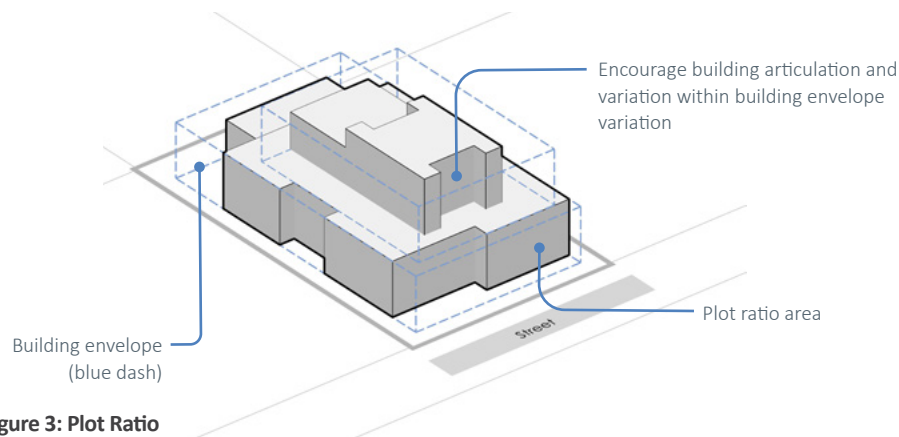 Encourage building articulation and
variation within building envelope
variation
Plot ratio area
Street
Building envelope
(blue dash)
gure 3: Plot Ratio